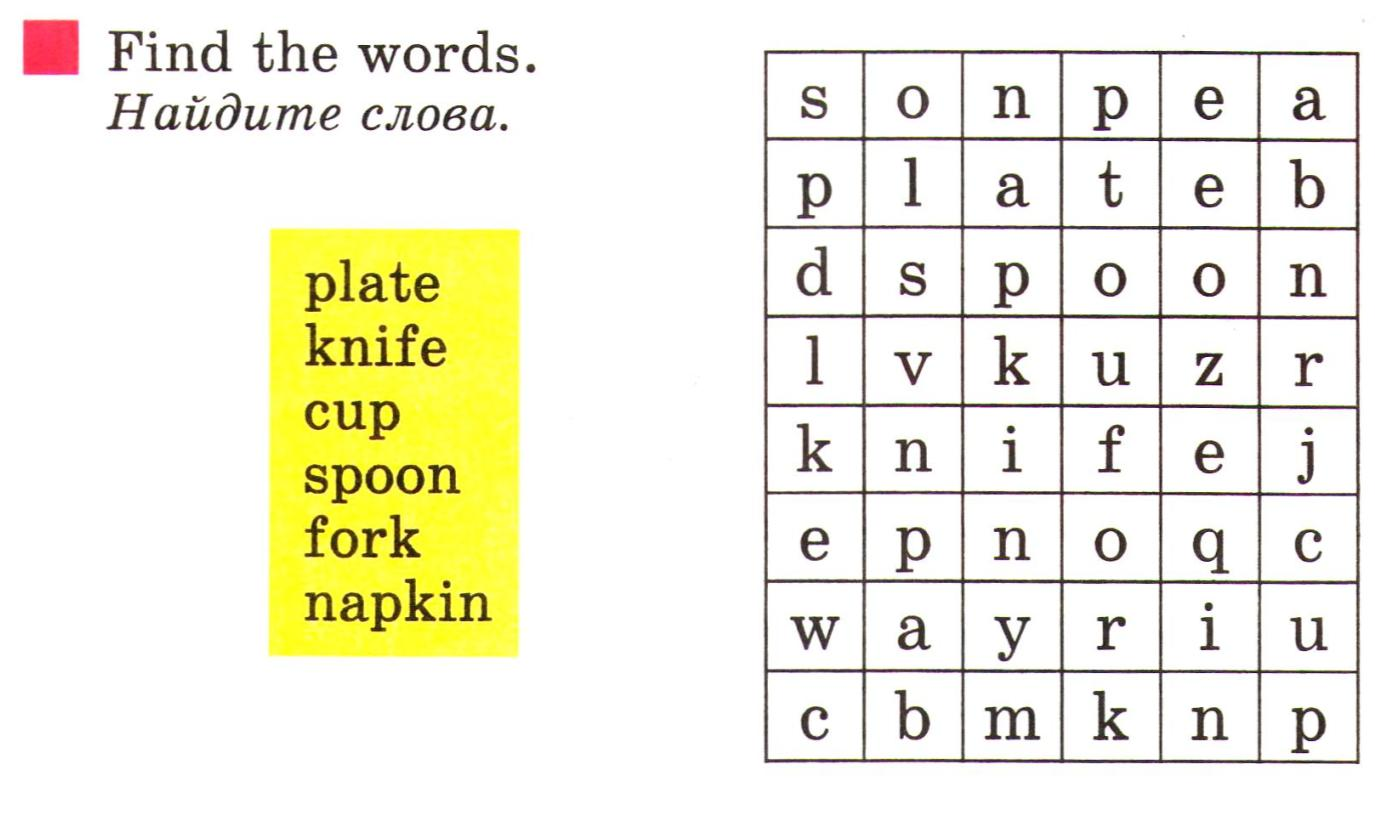 Find the words.
Найдите слова.
plate
knife
cup
spoon
fork
napkin
s o n p e a
p l a t e b
d s p o o n
l v k u z r
k n i f e j
e p n o q c
w a y r i u
c b m k n p